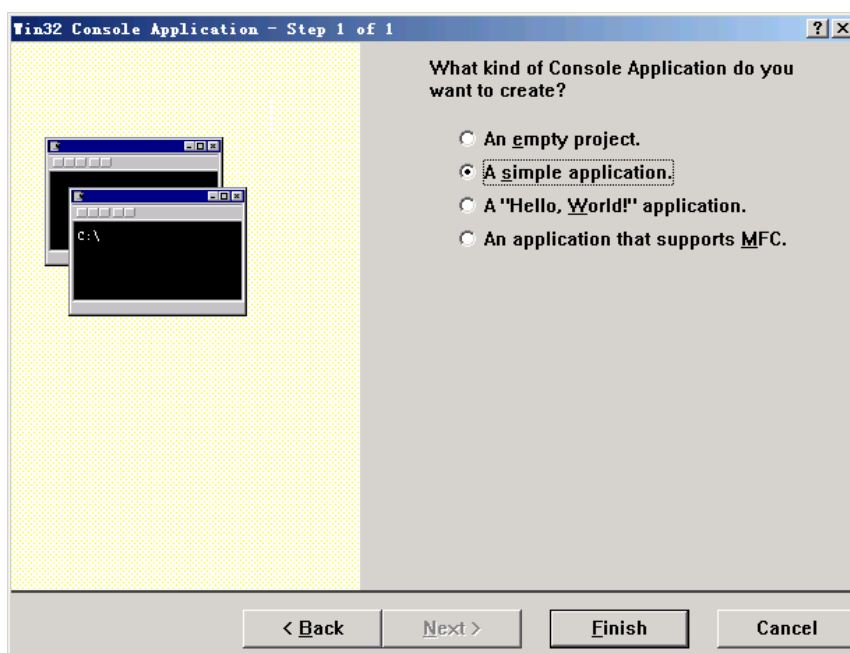 Win32 Console Application - Step 1 of 1
What kind of Console Application do you
want to create?
An empty project.
A simple application.
A "Hello, World!" application.
An application that supports MFC.
C:\
< Back
Next >
Finish
Cancel